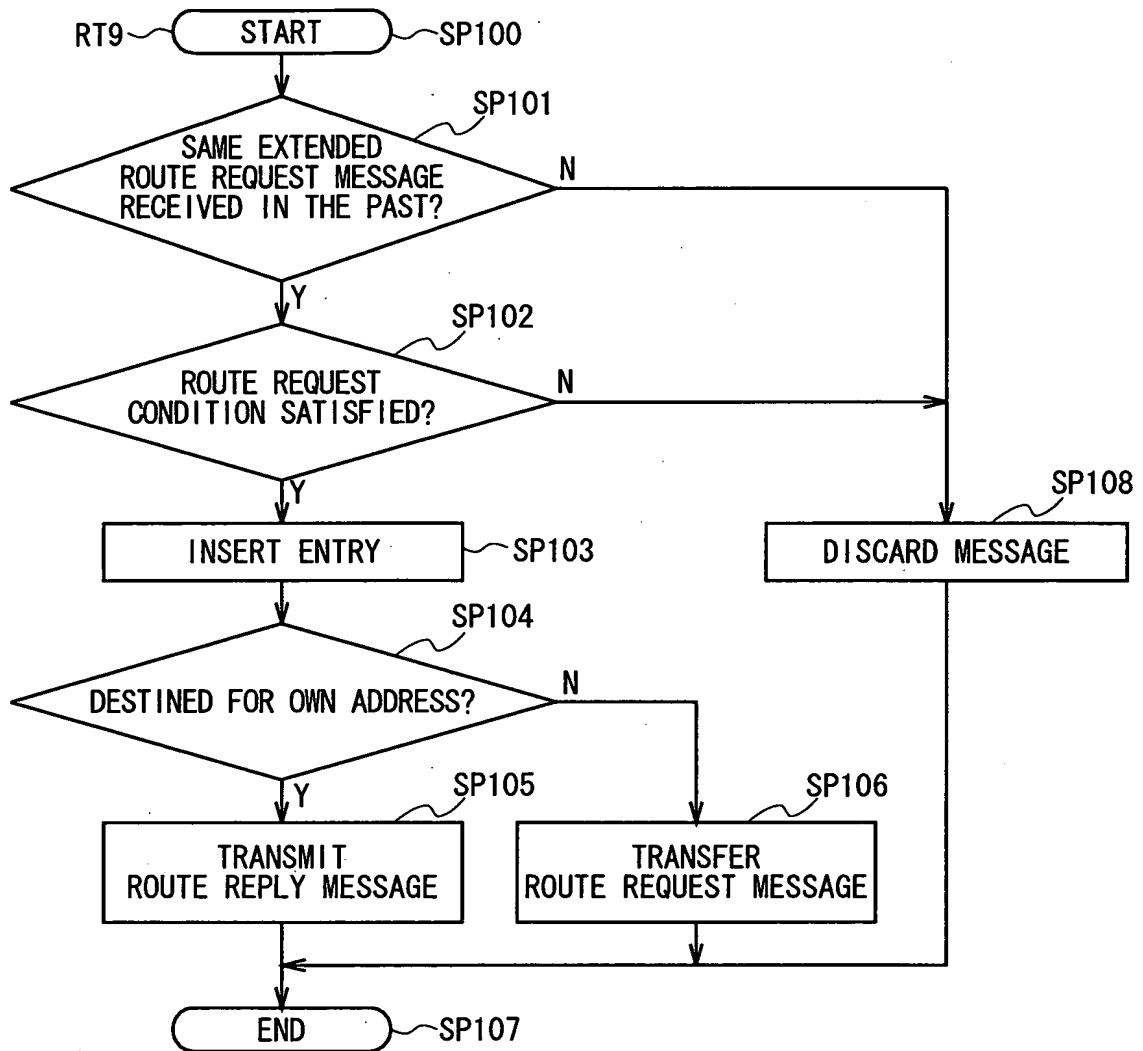 RT9
START
SP100
SP101
SAME EXTENDED
ROUTE REQUEST MESSAGE
RECEIVED IN THE PAST?
N
Y
SP102
ROUTE REQUEST
CONDITION SATISFIED?
N
Y
SP108
INSERT ENTRY
SP103
DISCARD MESSAGE
SP104
DESTINED FOR OWN ADDRESS?
N
Y
SP105
SP106
TRANSMIT
ROUTE REPLY MESSAGE
TRANSFER
ROUTE REQUEST MESSAGE
END
SP107